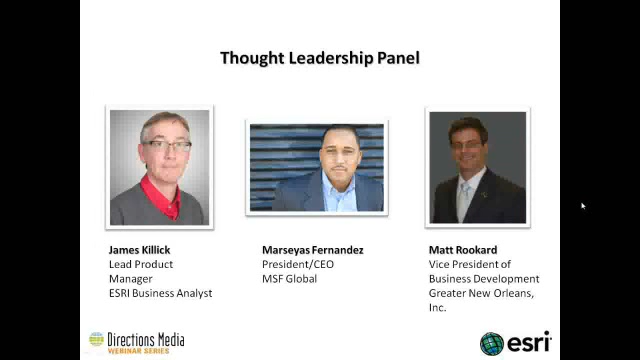 Thought Leadership Panel
James Killick
Lead Product
Manager
ESRI Business Analyst
Marseyas Fernandez
President/CEO
MSF Global
Matt Rookard
Vice President of
Business Development
Greater New Orleans,
Inc.
Directions Media
WEBINAR SERIES
esri